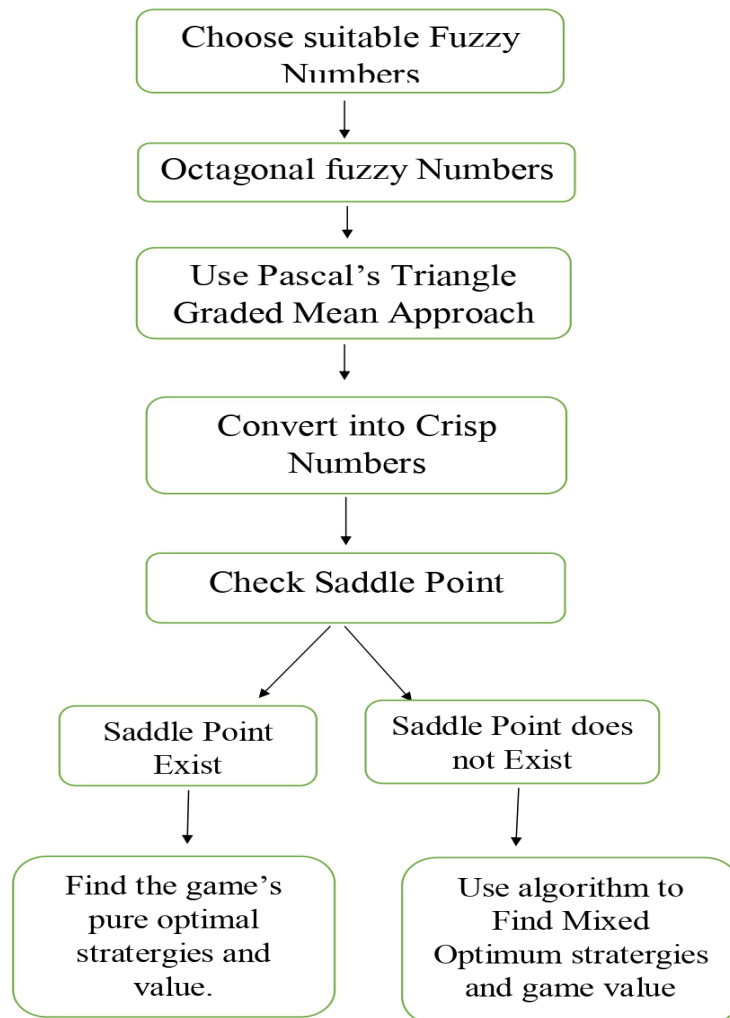 Choose suitable Fuzzy
Numbers
Octagonal fuzzy Numbers
Use Pascal’s Triangle
Graded Mean Approach
Convert into Crisp
Numbers
Check Saddle Point
Saddle Point
Exist
Saddle Point does
not Exist
Find the game’s
pure optimal
stratergies and
value.
Use algorithm to
Find Mixed
Optimum stratergies
and game value